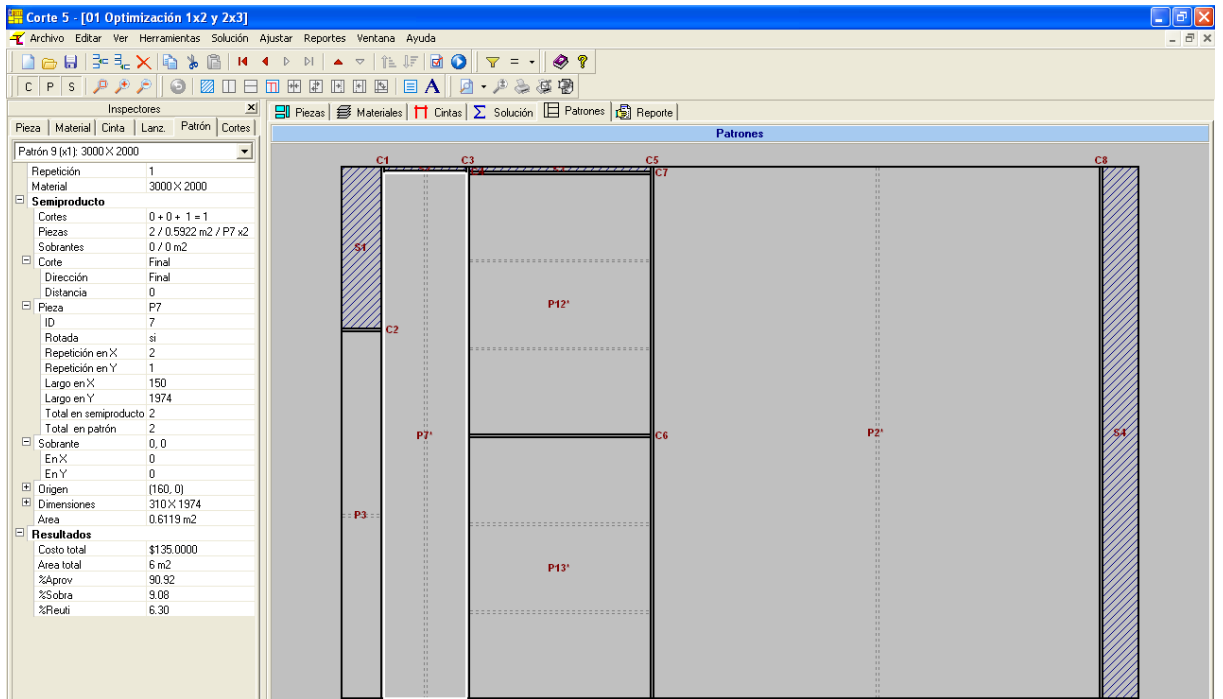 Corte 5 - [01 Optimización 1x2 y 2x3]
Archivo Editar Ver Herramientas Solución Ajustar Reportes Ventana Ayuda
C P S A
Inspectores
Pieza Material Cinta Lanz. Patrón Cortes
Piezas Materiales Cintas Solución Patrones Reporte
Patrones
Patrón 9 (x1): 3000 X 2000
Repetición 1
Material 3000 X 2000
Semiproducto
Cortes 0 + 0 + 1 = 1
Piezas 2 / 0.5922 m2 / P7 x2
Sobrantes 0 / 0 m2
Corte Final
Dirección Final
Distancia 0
Pieza P7
ID 7
Rotada si
Repetición en X 2
Repetición en Y 1
Largo en X 150
Largo en Y 1974
Total en semiproducto 2
Total en patrón 2
Sobrante 0, 0
En X 0
En Y 0
Origen (160, 0)
Dimensiones 310 X 1974
Area 0.6119 m2
Resultados
Costo total $135.0000
Area total 6 m2
%Aprov 90.92
%Sobra 9.08
%Reuti 6.30
C1 C3 C5 C8
C7
S1
P12*
C2
P7* C6 P2* S4
P3
P13*